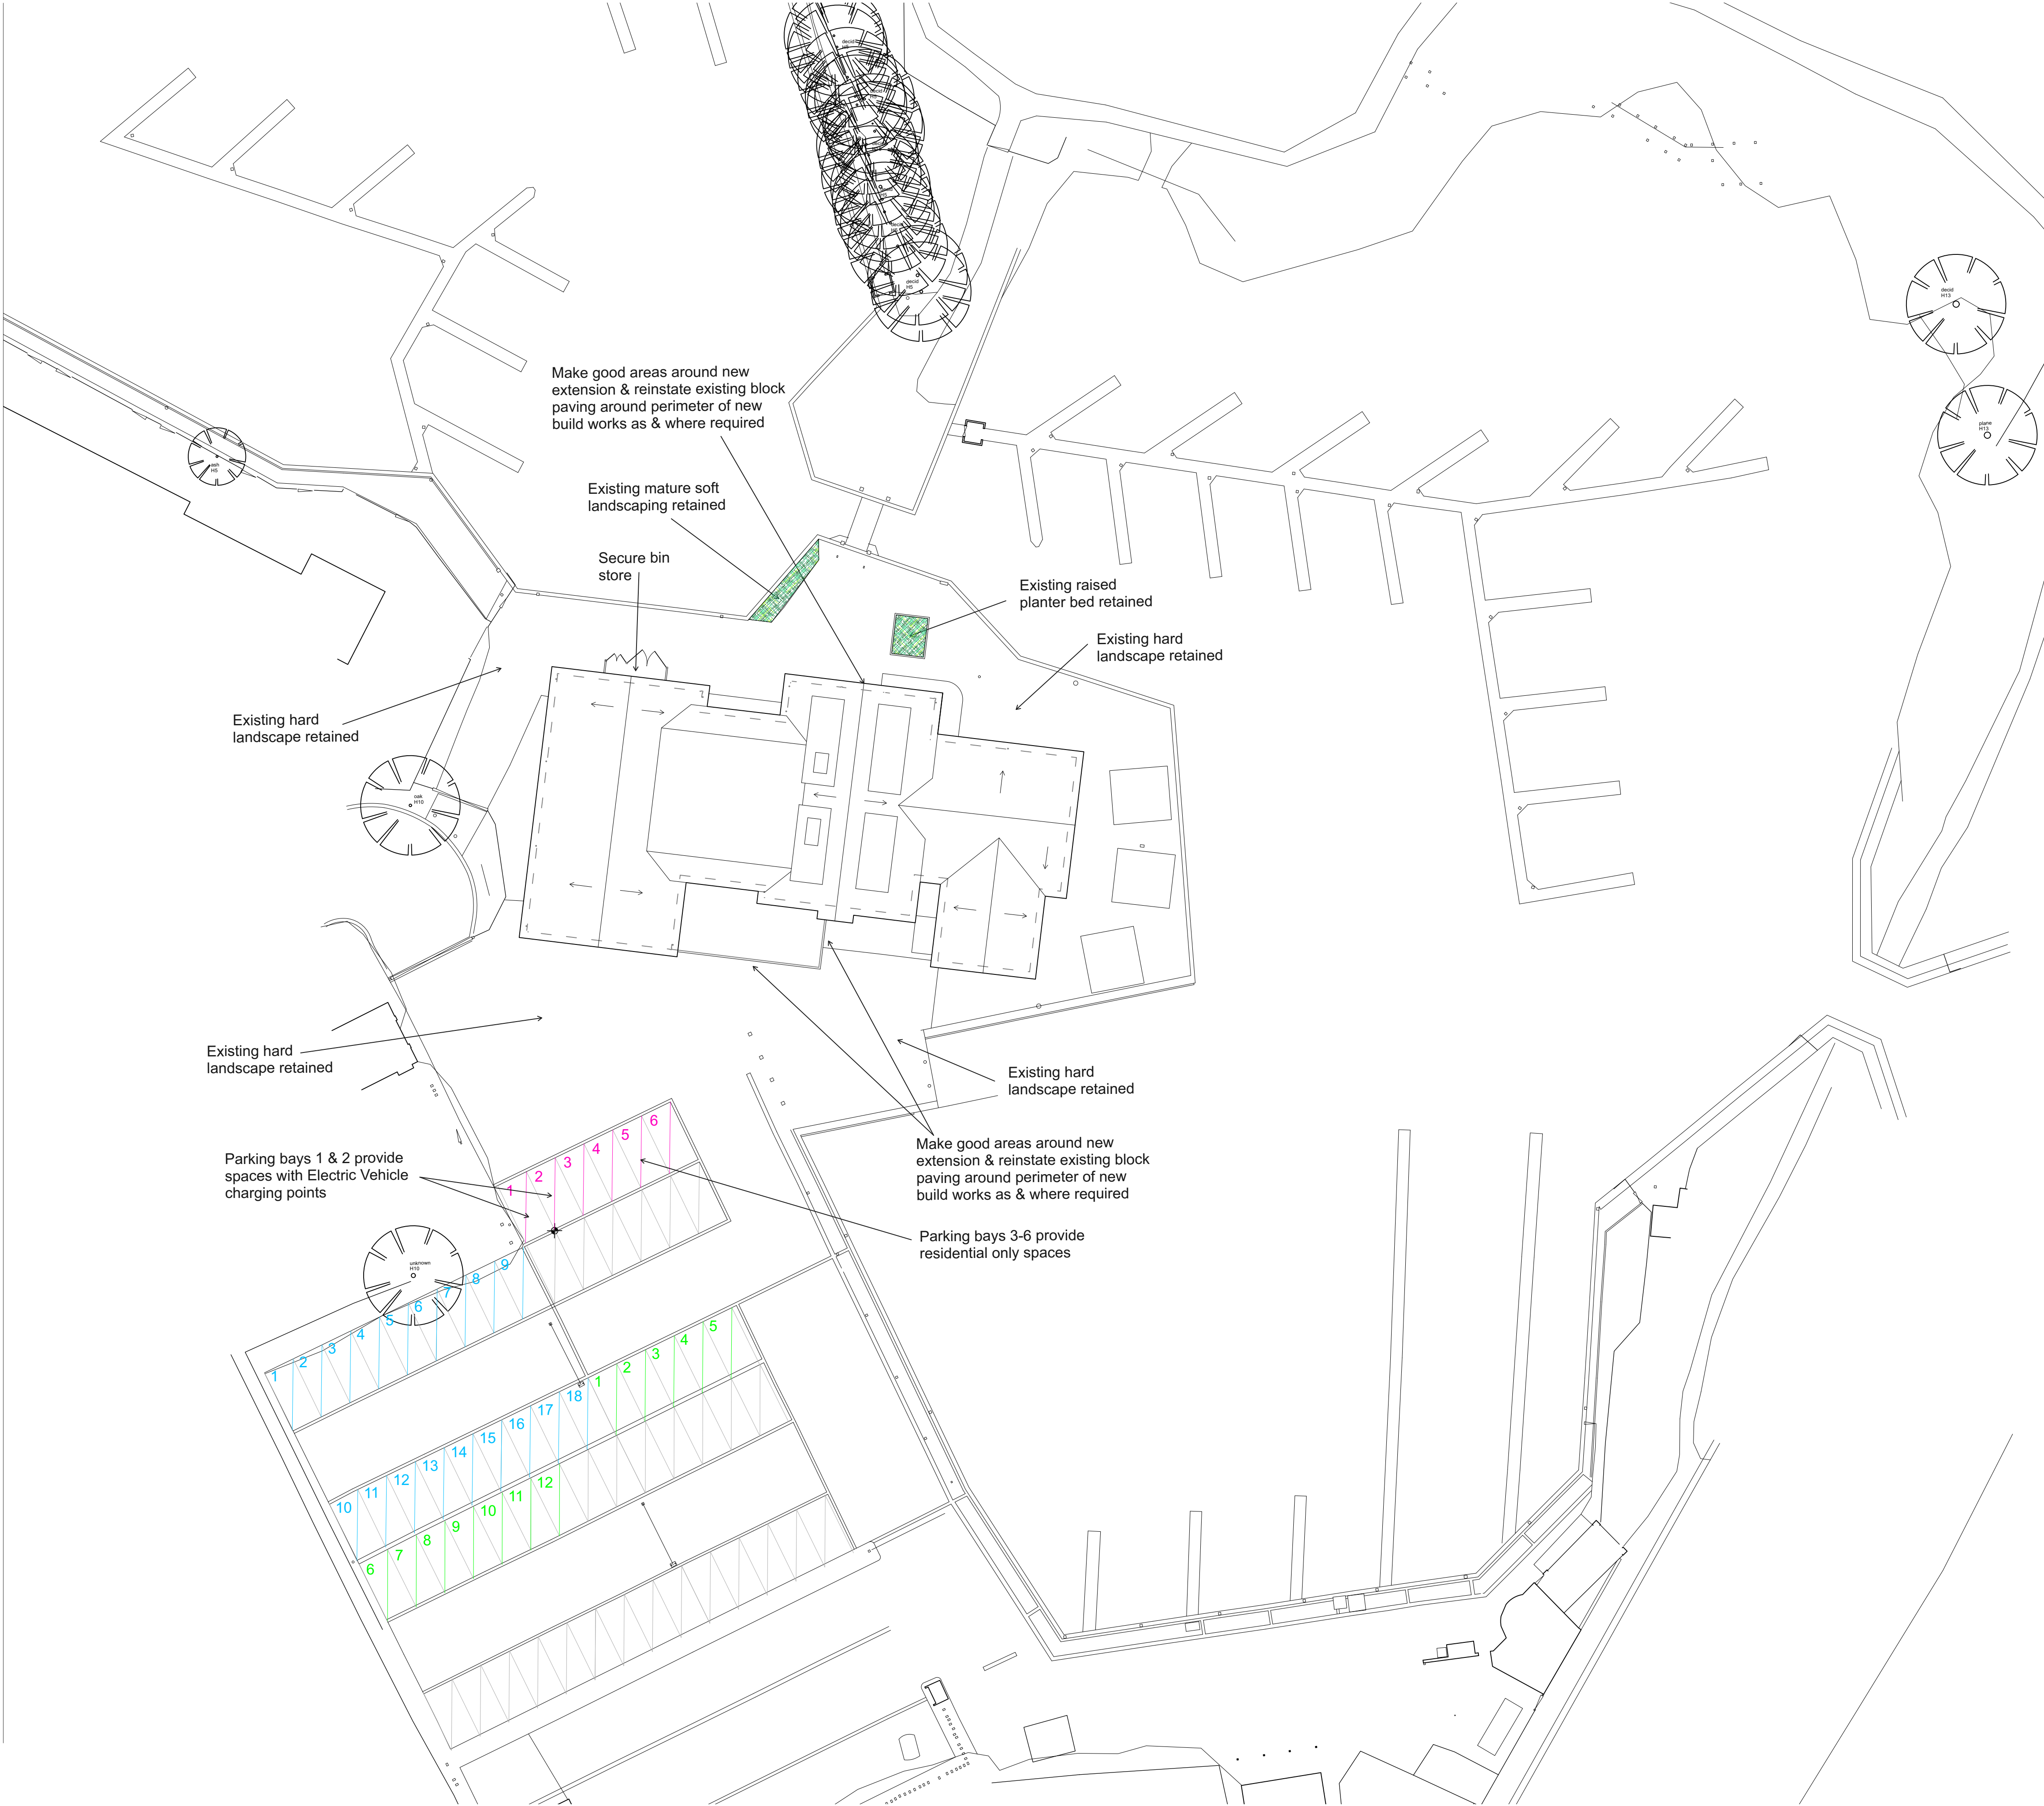 decid
H5
decid
H5
decid
H13
plane
H13
Make good areas around new
extension & reinstate existing block
paving around perimeter of new
build works as & where required
ash
H5
Existing mature soft
landscaping retained
Secure bin
store
Existing raised
planter bed retained
Existing hard
landscape retained
Existing hard
landscape retained
oak
H10
Existing hard
landscape retained
Existing hard
landscape retained
Make good areas around new
extension & reinstate existing block
paving around perimeter of new
build works as & where required
Parking bays 1 & 2 provide
spaces with Electric Vehicle
charging points
Parking bays 3-6 provide
residential only spaces
1
2
3
4
5
6
unknown
H10
1
2
3
4
5
6
7
8
9
10
11
12
13
14
15
16
17
18
1
2
3
4
5
6
7
8
9
10
11
12